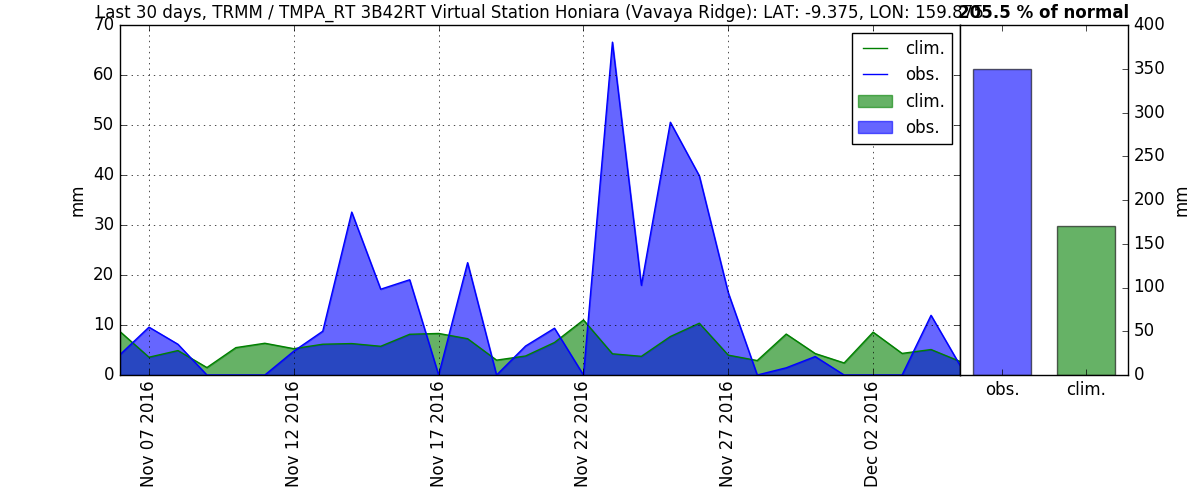 Last 30 days, TRMM / TMPA_RT 3B42RT Virtual Station Honiara (Vavaya Ridge): LAT: -9.375, LON: 159.875
205.5 % of normal
70
60
50
40
30
20
10
0
mm
clim.
obs.
clim.
obs.
Nov 07 2016
Nov 12 2016
Nov 17 2016
Nov 22 2016
Nov 27 2016
Dec 02 2016
400
350
300
250
200
150
100
50
0
mm
obs.
clim.